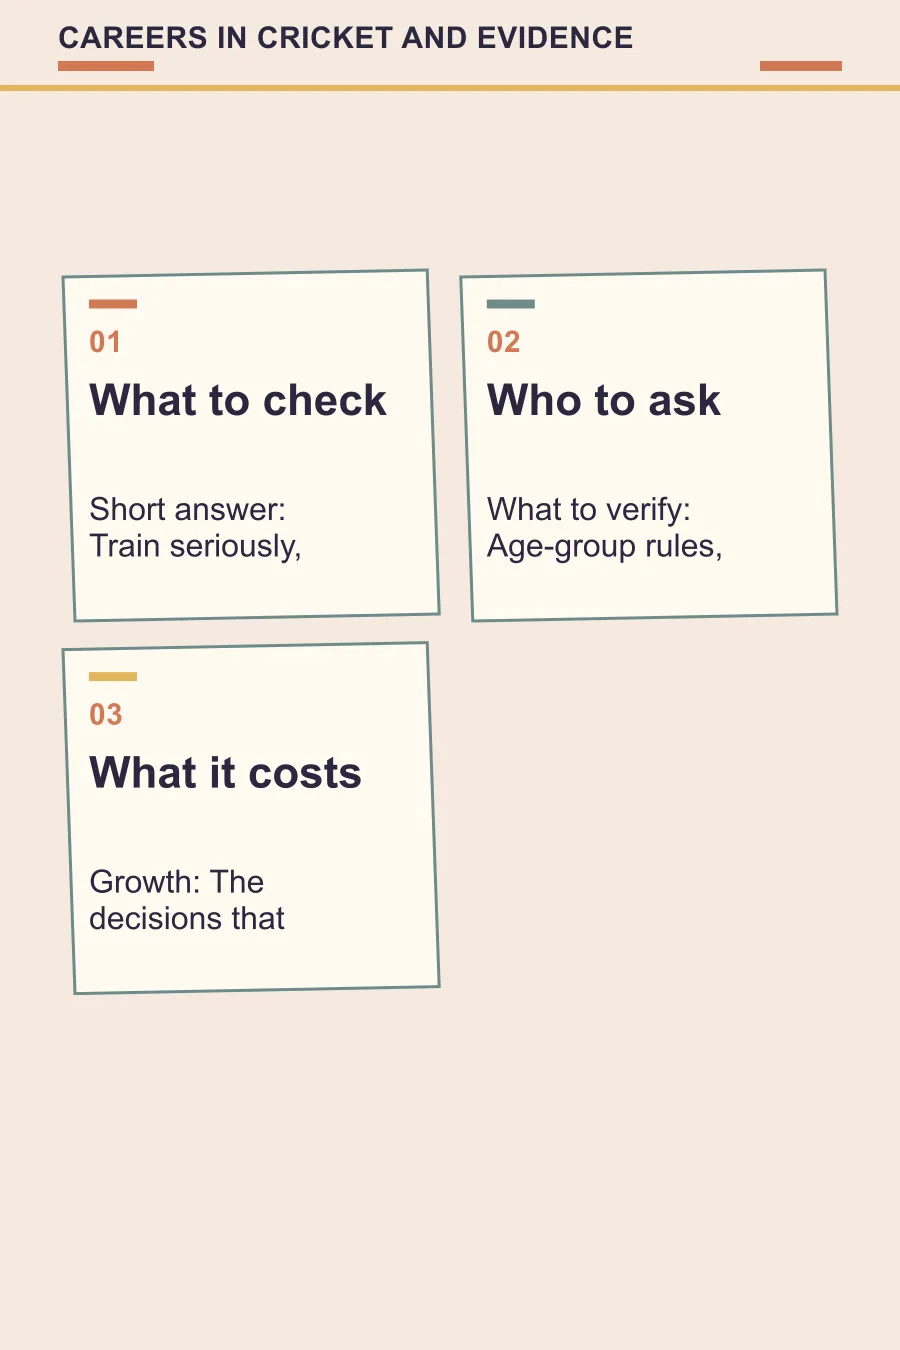 CAREERS IN CRICKET AND EVIDENCE
01
What to check
Short answer:
Train seriously,
02
Who to ask
What to verify:
Age-group rules,
03
What it costs
Growth: The
decisions that